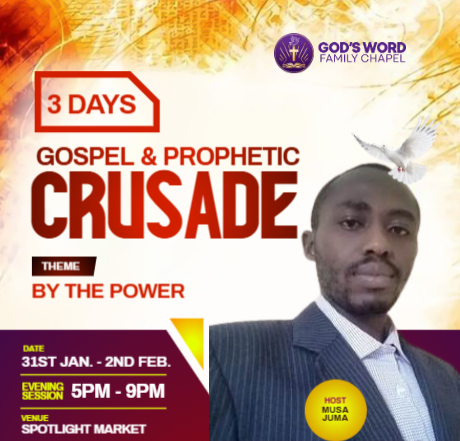 GOD'S WORD
FAMILY CHAPEL
3 DAYS
GOSPEL & PROPHETIC
CRUSADE
THEME
BY THE POWER
DATE
31ST JAN. - 2ND FEB.
EVENING
SESSION
5PM - 9PM
VENUE
SPOTLIGHT MARKET
HOST
MUSA
JUMA